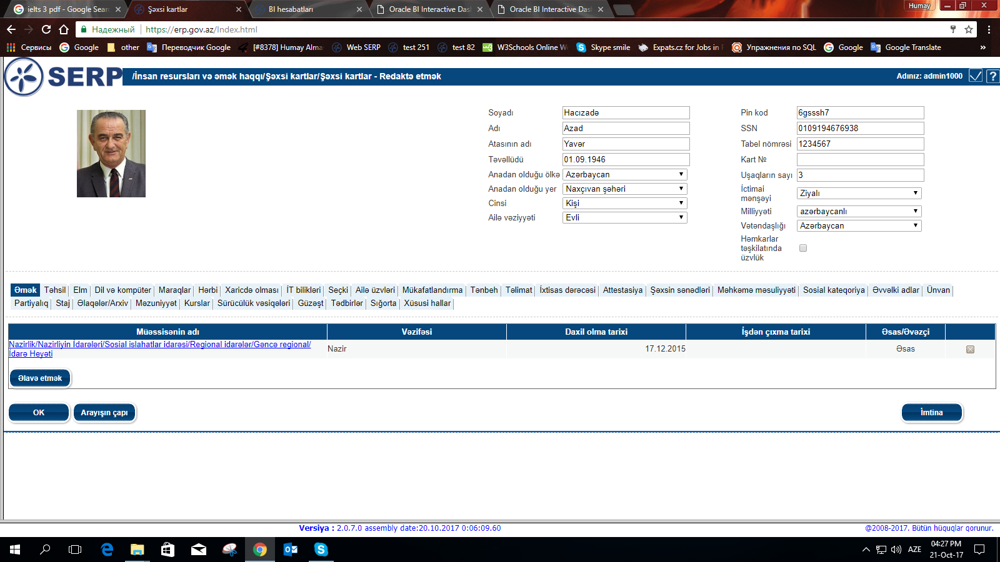 ielts 3 pdf - Google Sear
Şəxsi kartlar
BI hesabatları
Oracle BI Interactive Das
Oracle BI Interactive Das
Humay
Надежный
https://erp.gov.az/Index.html
Сервисы
Google
other
Переводчик Google
[#8378] Humay Alma
Web SERP
test 251
test 82
W3Schools Online W
Skype smile
Expats.cz for Jobs in
Упражнения по SQL
Google
Google Translate
»
SERP
/İnsan resursları və əmək haqqı/Şəxsi kartlar/Şəxsi kartlar - Redaktə etmək
Adınız: admin1000
?
Soyadı Hacızadə
Adı Azad
Atasının adı Yavər
Təvəllüdü 01.09.1946
Anadan olduğu ölkə Azərbaycan
Anadan olduğu yer Naxçıvan şəhəri
Cinsi Kişi
Ailə vəziyyəti Evli
Pin kod 6gsssh7
SSN 0109194676938
Tabel nömrəsi 1234567
Kart №
Uşaqların sayı 3
İctimai
mənşəyi Ziyalı
Milliyyəti azərbaycanlı
Vətəndaşlığı Azərbaycan
Həmkarlar
təşkilatında
üzvlük
Əmək Təhsil Elm Dil və kompüter Maraqlar Hərbi Xaricdə olması İT bilikləri Seçki Ailə üzvləri Mükafatlandırma Tənbeh Təlimat İxtisas dərəcəsi Attestasiya Şəxsin sənədləri Məhkəmə məsuliyyəti Sosial kateqoriya Əvvəlki adlar Ünvan
Partiyalıq Staj Əlaqələr/Arxiv Məzuniyyət Kurslar Sürücülük vəsiqələri Güzəşt Tədbirlər Sığorta Xüsusi hallar
Müəssisənin adı Vəzifəsi Daxil olma tarixi İşdən çıxma tarixi Əsas/Əvəzçi
Nazirlik/Nazirliyin İdarələri/Sosial islahatlar idarəsi/Regional idarələr/Gəncə regional/
İdarə Heyəti
Nazir 17.12.2015 Əsas
Əlavə etmək
OK
Arayışın çapı
İmtina
Versiya : 2.0.7.0 assembly date:20.10.2017 0:06:09.60
@2008-2017. Bütün hüquqlar qorunur.
AZE
04:27 PM
21-Oct-17